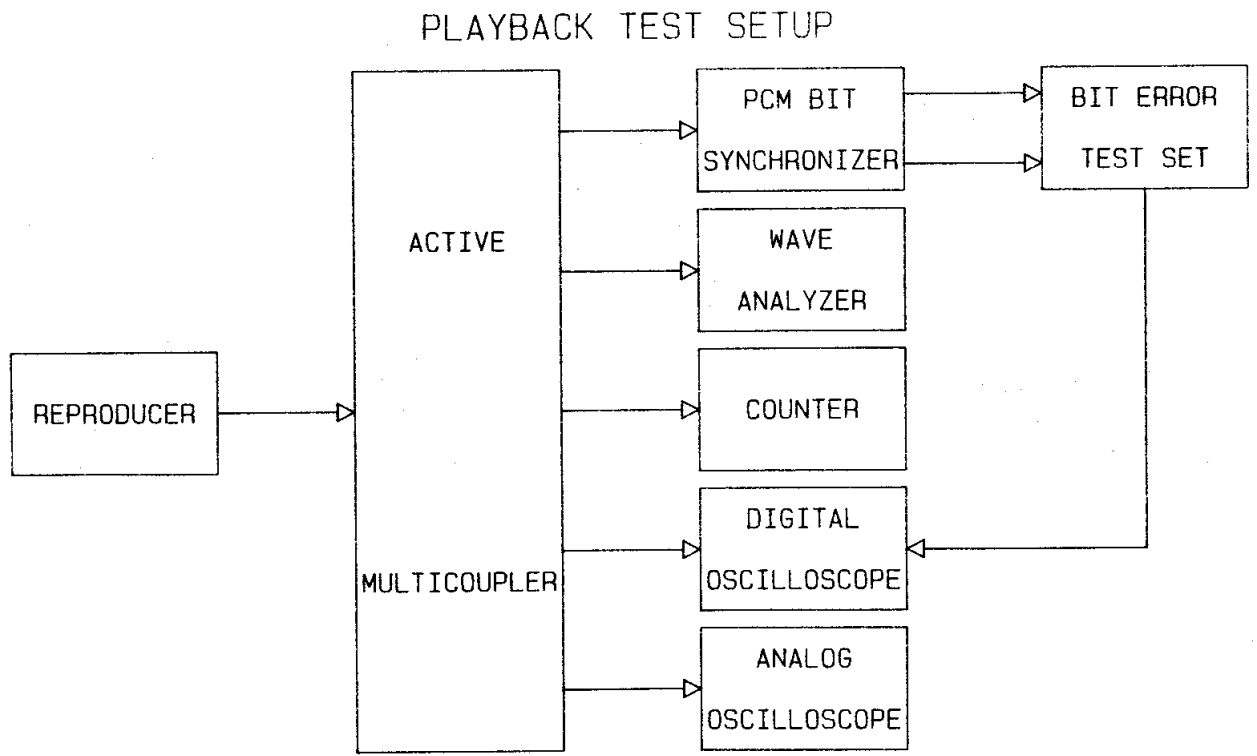 PLAYBACK TEST SETUP
PCM BIT
SYNCHRONIZER
BIT ERROR
TEST SET
ACTIVE
MULTICOUPLER
WAVE
ANALYZER
REPRODUCER
COUNTER
DIGITAL
OSCILLOSCOPE
ANALOG
OSCILLOSCOPE